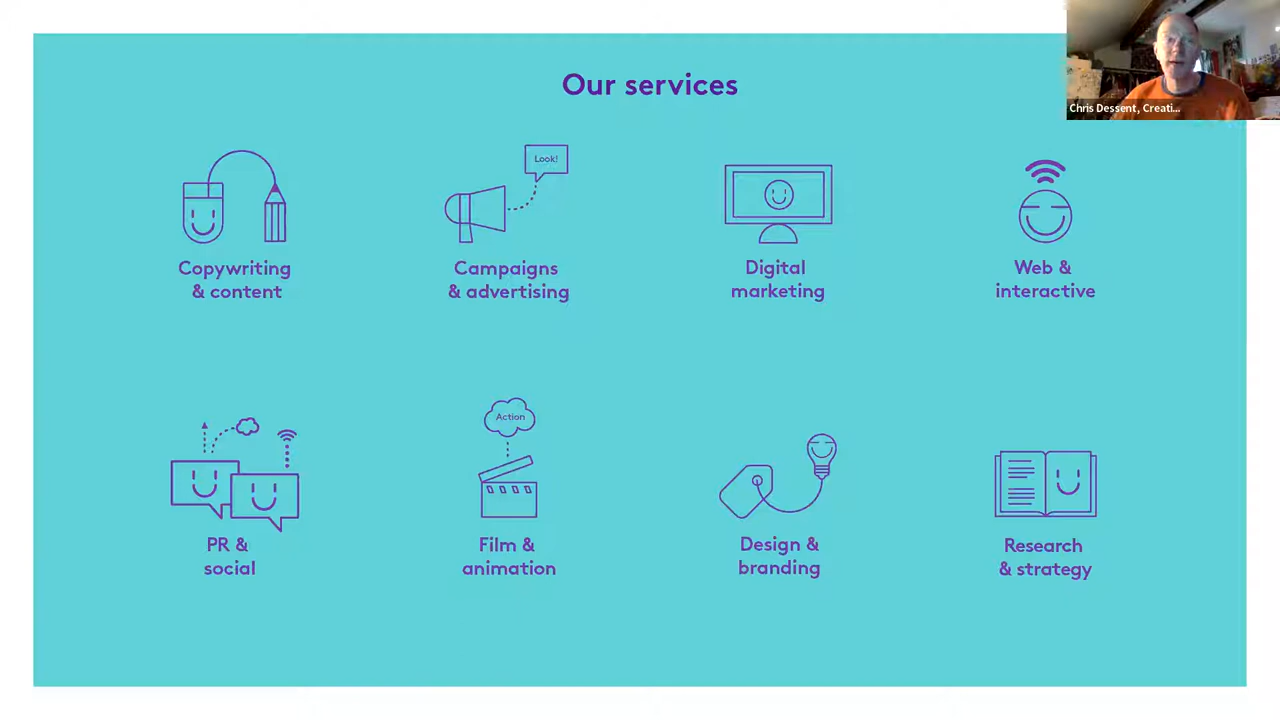 Our services
Chris Dessent, Creati...
Look!
Copywriting
& content
Campaigns
& advertising
Digital
marketing
Web &
interactive
Action
PR &
social
Film &
animation
Design &
branding
Research
& strategy